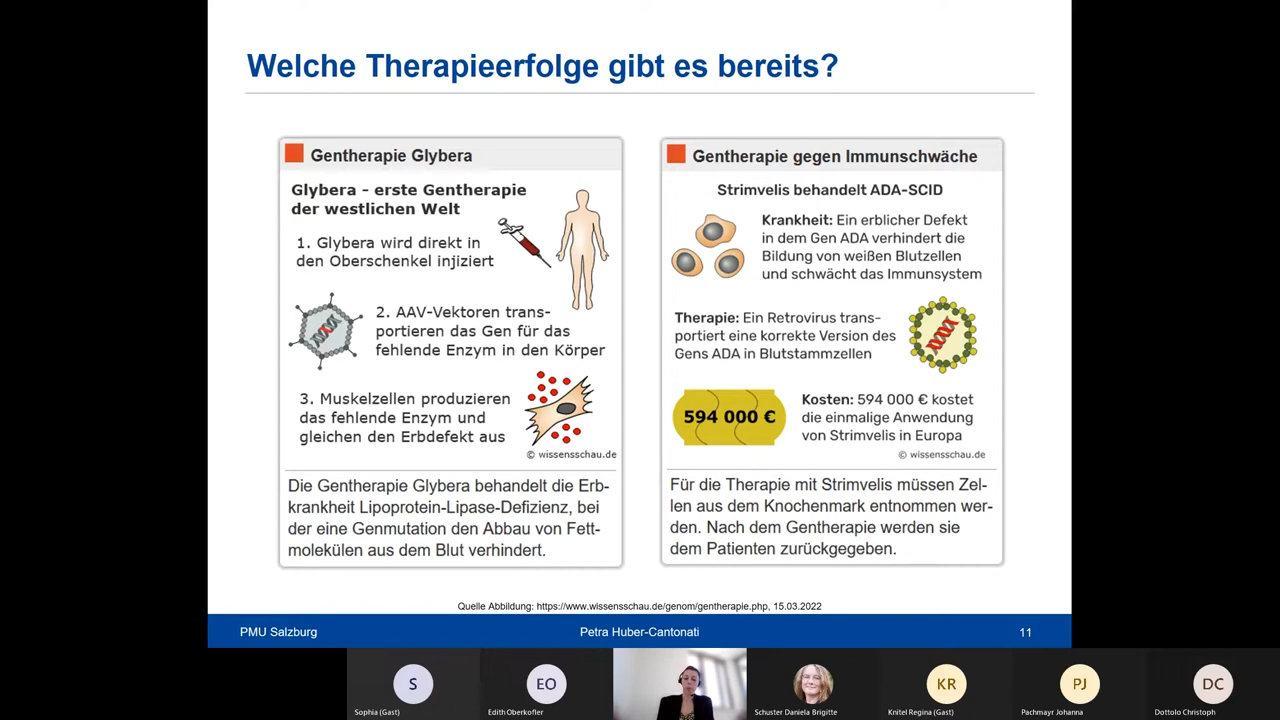 Welche Therapieerfolge gibt es bereits?
Gentherapie Glybera
Glybera – erste Gentherapie
der westlichen Welt
1. Glybera wird direkt in
den Oberschenkel injiziert
2. AAV-Vektoren trans-
portieren das Gen für das
fehlende Enzym in den Körper
3. Muskelzellen produzieren
das fehlende Enzym und
gleichen den Erbdefekt aus
© wissensschau.de
Die Gentherapie Glybera behandelt die Erb-
krankheit Lipoprotein-Lipase-Defizienz, bei
der eine Genmutation den Abbau von Fett-
molekülen aus dem Blut verhindert.
Gentherapie gegen Immunschwäche
Strimvelis behandelt ADA-SCID
Krankheit: Ein erblicher Defekt
in dem Gen ADA verhindert die
Bildung von weißen Blutzellen
und schwächt das Immunsystem
Therapie: Ein Retrovirus trans-
portiert eine korrekte Version des
Gens ADA in Blutstammzellen
594 000 €
Kosten: 594 000 € kostet
die einmalige Anwendung
von Strimvelis in Europa
© wissensschau.de
Für die Therapie mit Strimvelis müssen Zel-
len aus dem Knochenmark entnommen wer-
den. Nach dem Gentherapie werden sie
dem Patienten zurückgegeben.
Quelle Abbildung: https://www.wissensschau.de/genom/gentherapie.php, 15.03.2022
PMU Salzburg
Petra Huber-Cantonati
11
S
EO
KR
PJ
DC
Sophia (Gast)
Edith Oberkofler
Schuster Daniela Brigitte
Knitel Regina (Gast)
Pachmayr Johanna
Dottolo Christoph